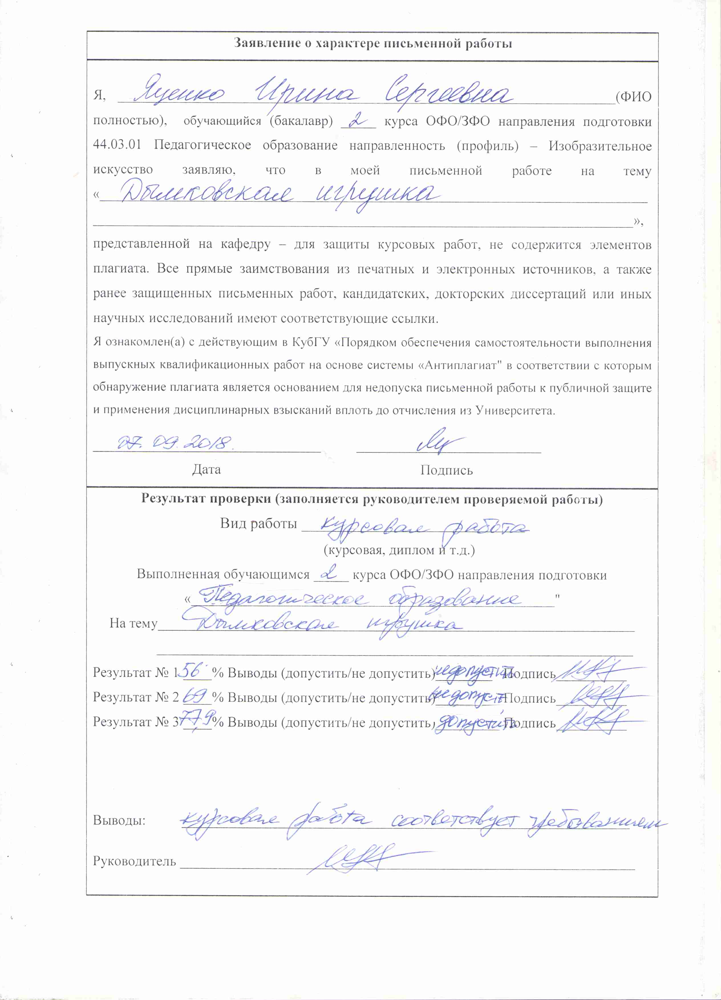 Заявление о характере письменной работы
Я, Яценко Ирина Сергеевна (ФИО
полностью), обучающийся (бакалавр) 2 курса ОФО/ЗФО направления подготовки
44.03.01 Педагогическое образование направленность (профиль) – Изобразительное
искусство заявляю, что в моей письменной работе на тему
« Дымковская игрушка
»,
представленной на кафедру – для защиты курсовых работ, не содержится элементов
плагиата. Все прямые заимствования из печатных и электронных источников, а также
ранее защищенных письменных работ, кандидатских, докторских диссертаций или иных
научных исследований имеют соответствующие ссылки.
Я ознакомлен(а) с действующим в КубГУ «Порядком обеспечения самостоятельности выполнения
выпускных квалификационных работ на основе системы «Антиплагиат" в соответствии с которым
обнаружение плагиата является основанием для недопуска письменной работы к публичной защите
и применения дисциплинарных взысканий вплоть до отчисления из Университета.
27.09.2018.
Дата Подпись
Результат проверки (заполняется руководителем проверяемой работы)
Вид работы курсовая работа
(курсовая, диплом и т.д.)
Выполненная обучающимся 2 курса ОФО/ЗФО направления подготовки
« Педагогическое образование "
На тему Дымковская игрушка
Результат № 1 56 % Выводы (допустить/не допустить) недопустить Подпись
Результат № 2 69 % Выводы (допустить/не допустить) недопуст Подпись
Результат № 3 77,9 % Выводы (допустить/не допустить) допустить Подпись
Выводы: курсовая работа соответствует требованиям
Руководитель